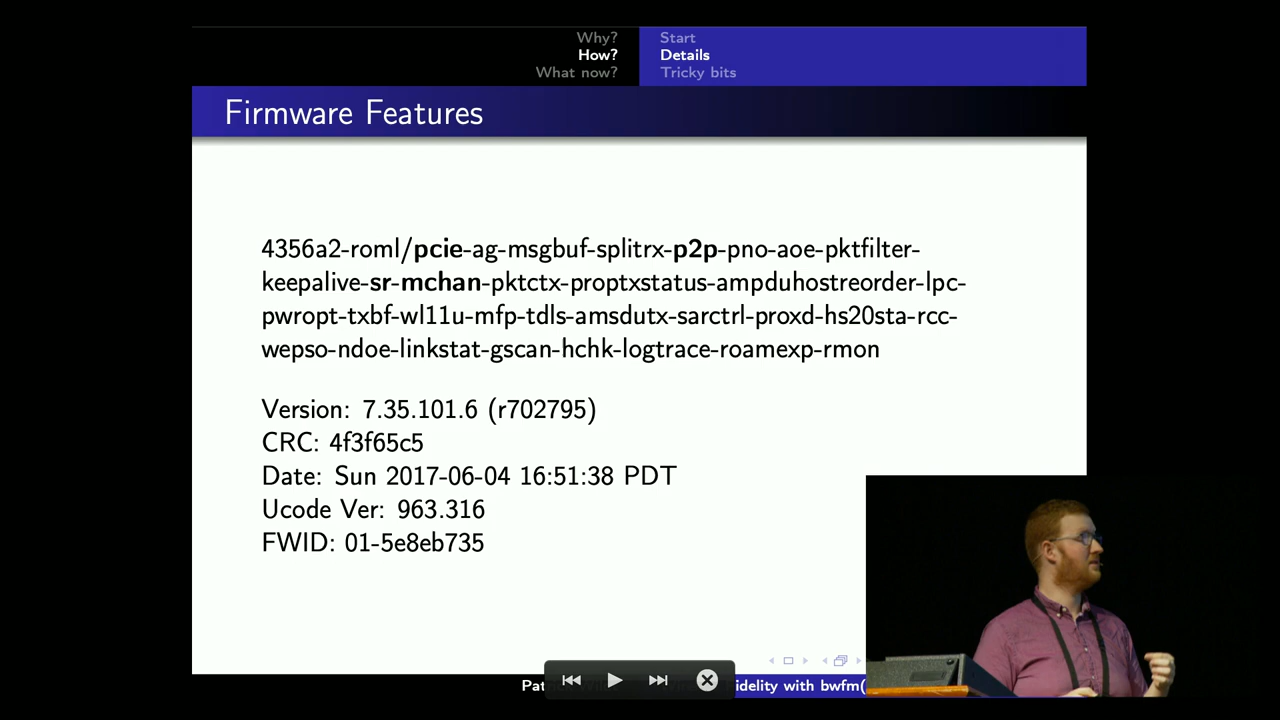 Why?
How?
What now?
Start
Details
Tricky bits
Firmware Features
4356a2-roml/pcie-ag-msgbuf-splitrx-p2p-pno-aoe-pktfilter-
keepalive-sr-mchan-pktctx-proptxstatus-ampduhostreorder-lpc-
pwropt-txbf-wl11u-mfp-tdls-amsdutx-sarctrl-proxd-hs20sta-rcc-
wepso-ndoe-linkstat-gscan-hchk-logtrace-roamexp-rmon
Version: 7.35.101.6 (r702795)
CRC: 4f3f65c5
Date: Sun 2017-06-04 16:51:38 PDT
Ucode Ver: 963.316
FWID: 01-5e8eb735
with bwfm(